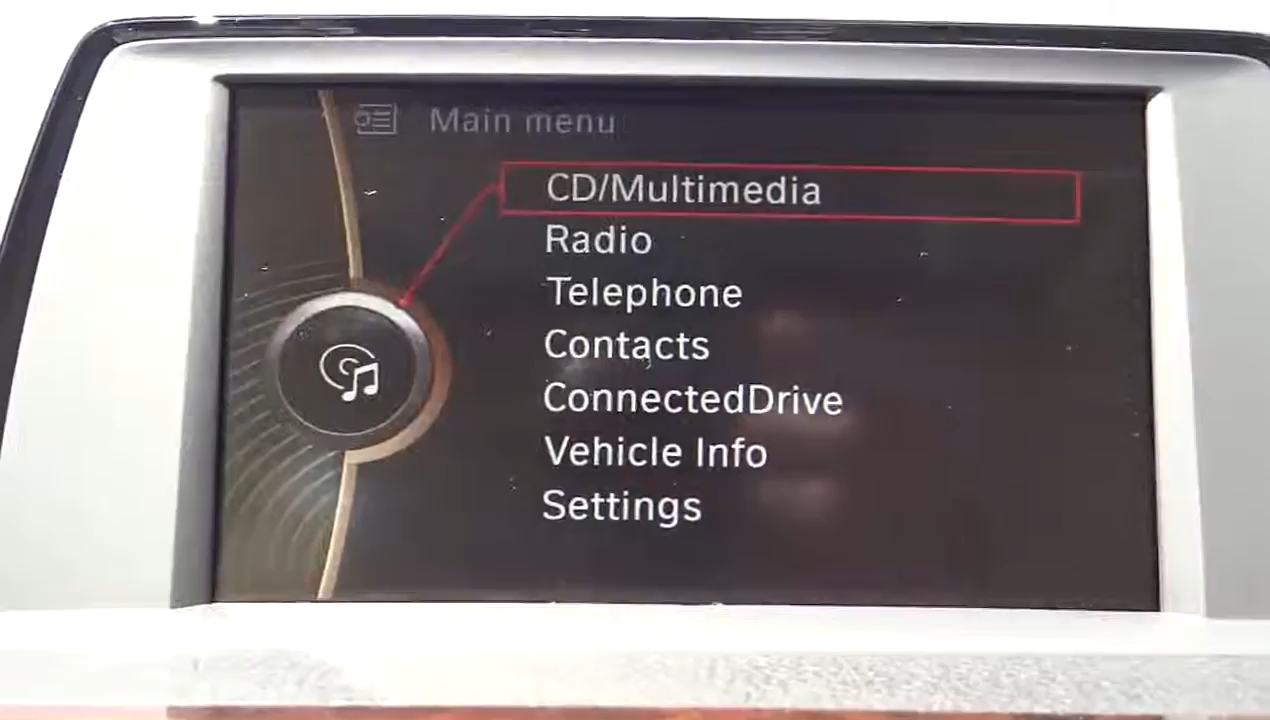 Main menu
CD/Multimedia
Radio
Telephone
Contacts
ConnectedDrive
Vehicle Info
Settings